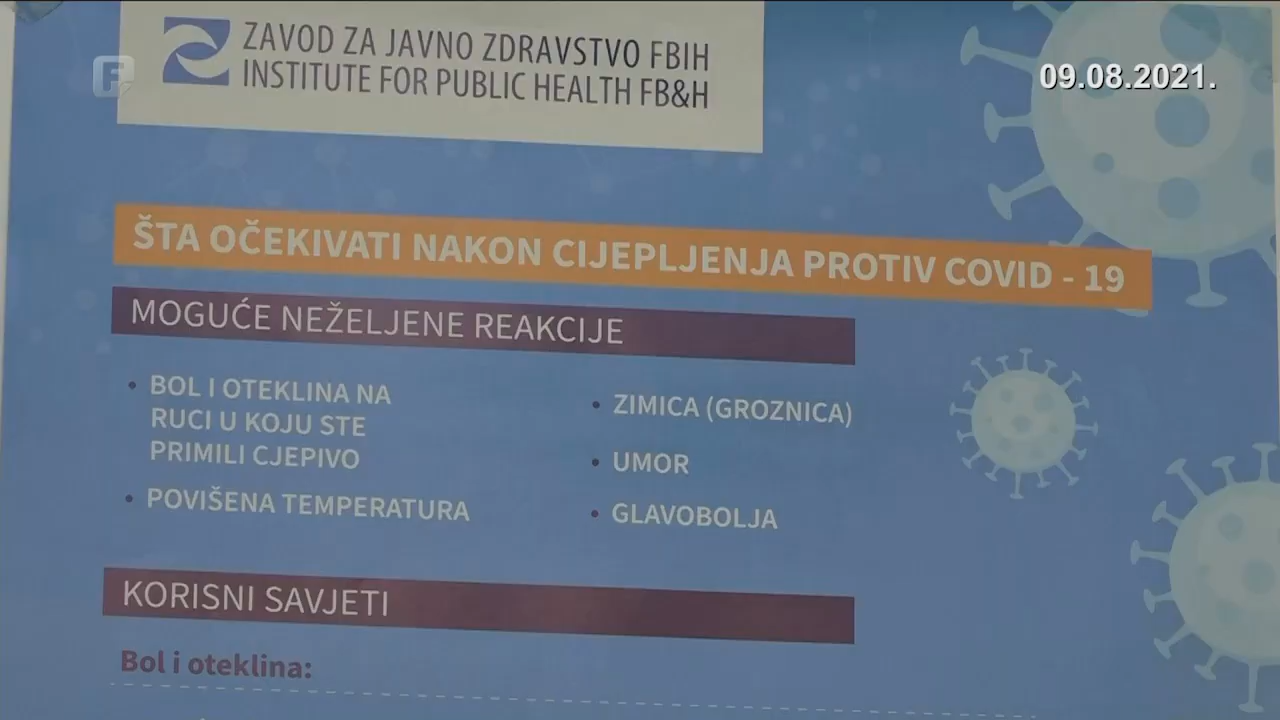 ZAVOD ZA JAVNO ZDRAVSTVO FBIH
INSTITUTE FOR PUBLIC HEALTH FB&H
F
09.08.2021.
ŠTA OČEKIVATI NAKON CIJEPLJENJA PROTIV COVID - 19
MOGUĆE NEŽELJENE REAKCIJE
• BOL I OTEKLINA NA
RUCI U KOJU STE
PRIMILI CJEPIVO
• POVIŠENA TEMPERATURA
• ZIMICA (GROZNICA)
• UMOR
• GLAVOBOLJA
KORISNI SAVJETI
Bol i oteklina: